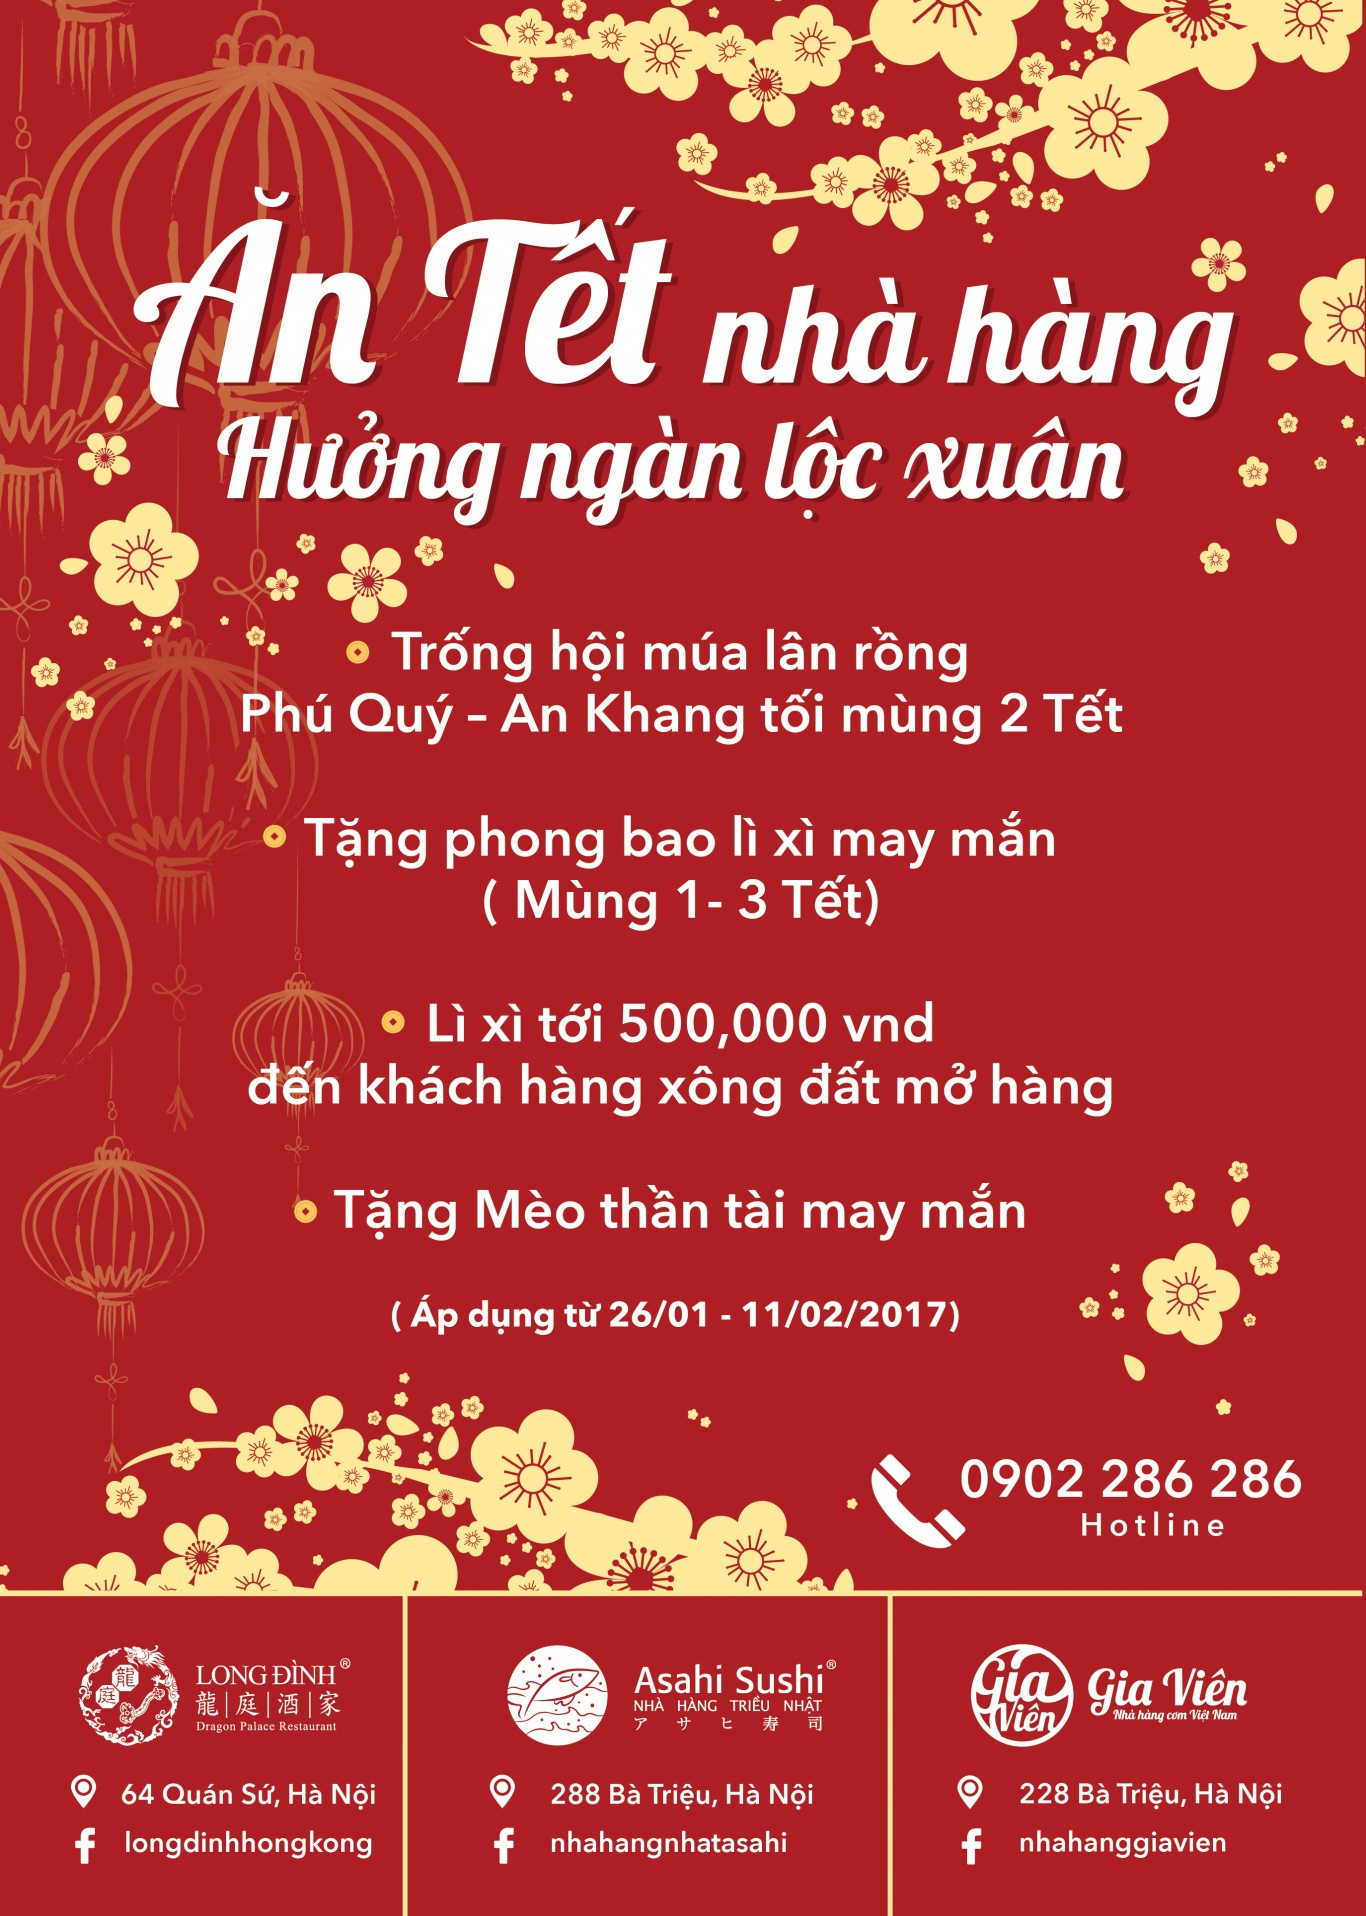 Ăn Tết nhà hàng
Hưởng ngàn lộc xuân
Trống hội múa lân rồng
Phú Quý – An Khang tối mùng 2 Tết
Tặng phong bao lì xì may mắn
( Mùng 1- 3 Tết)
Lì xì tới 500,000 vnd
đến khách hàng xông đất mở hàng
Tặng Mèo thần tài may mắn
( Áp dụng từ 26/01 - 11/02/2017)
0902 286 286
Hotline
龍
庭
LONG ĐÌNH®
龍|庭|酒|家
Dragon Palace Restaurant
64 Quán Sứ, Hà Nội
longdinhhongkong
Asahi Sushi®
NHÀ HÀNG TRIỀU NHẬT
アサヒ寿司
288 Bà Triệu, Hà Nội
nhahangnhatasahi
Gia
Viên
Gia Viên
Nhà hàng cơm Việt Nam
228 Bà Triệu, Hà Nội
nhahanggiavien